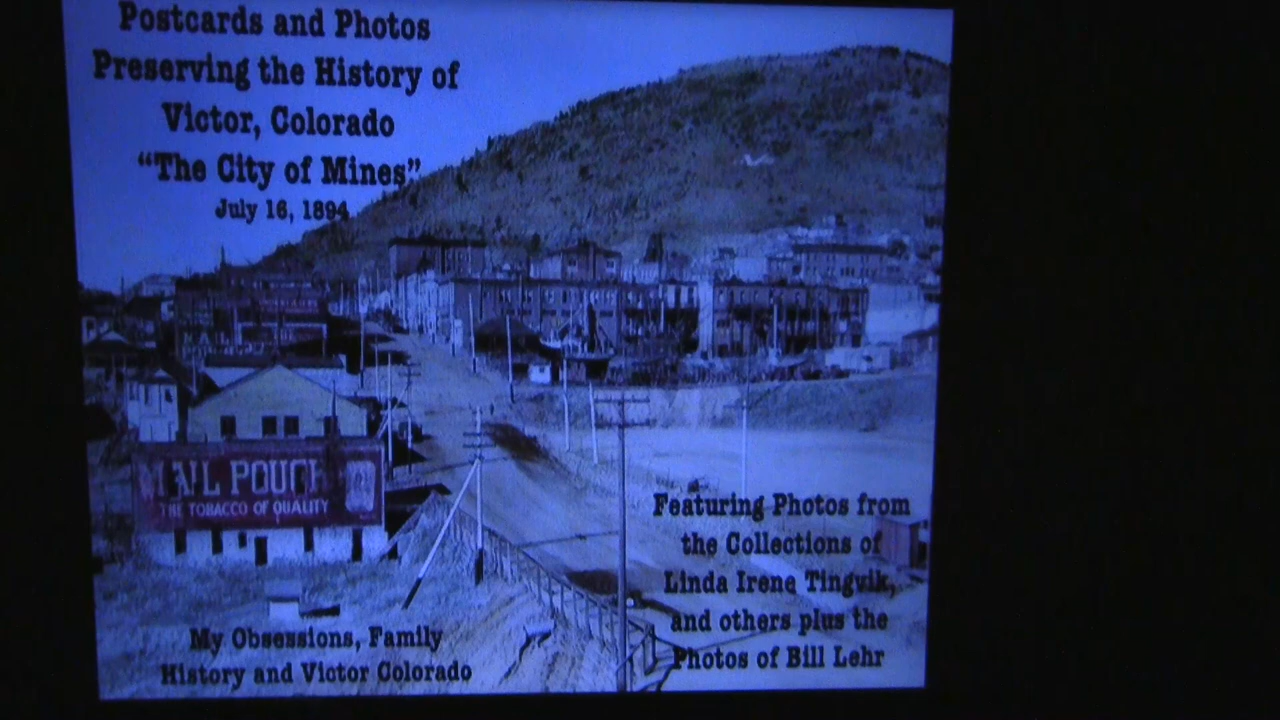 Postcards and Photos
Preserving the History of
Victor, Colorado
“The City of Mines”
July 16, 1894
MAIL POUCH
THE TOBACCO OF QUALITY
Featuring Photos from
the Collections of
Linda Irene Tingvik,
and others plus the
Photos of Bill Lehr
My Obsessions, Family
History and Victor Colorado